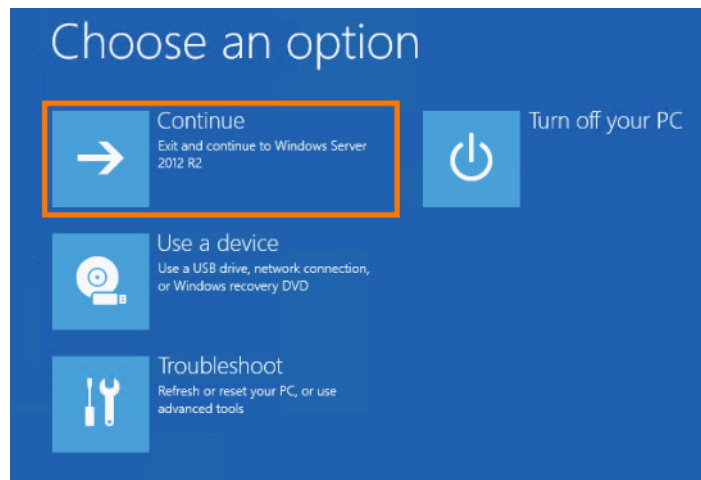 Choose an option
Continue
Exit and continue to Windows Server
2012 R2
Turn off your PC
Use a device
Use a USB drive, network connection,
or Windows recovery DVD
Troubleshoot
Refresh or reset your PC, or use
advanced tools